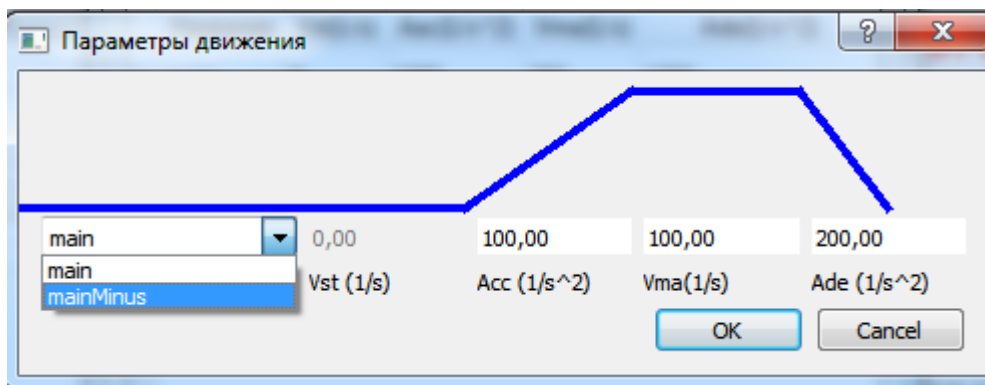 Параметры движения
main 0,00 100,00 100,00 200,00
main
mainMinus
Vst (1/s) Acc (1/s^2) Vma(1/s) Ade (1/s^2)
OK Cancel